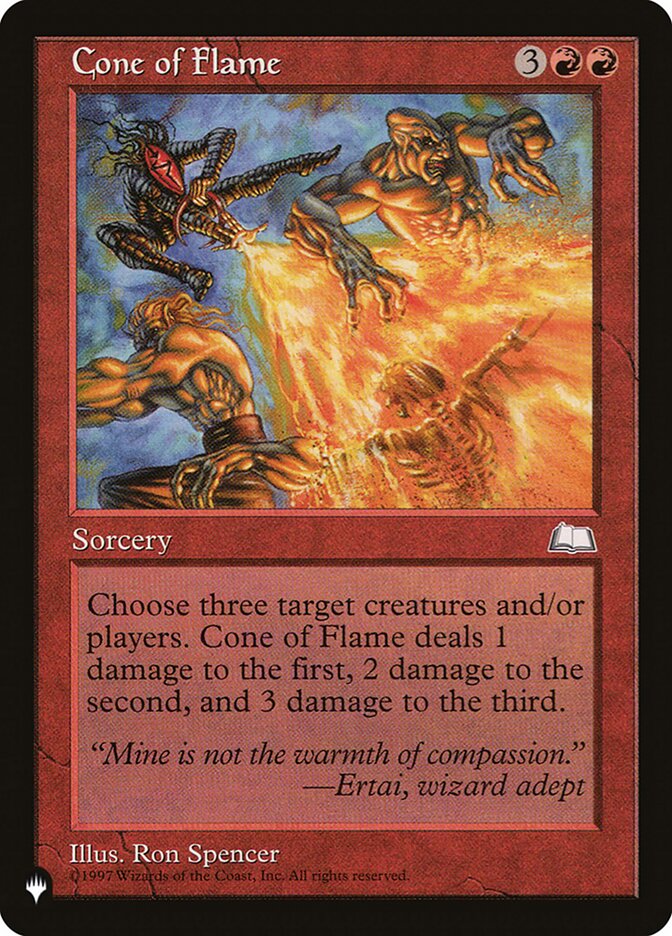 Cone of Flame
3
Sorcery
Choose three target creatures and/or
players. Cone of Flame deals 1
damage to the first, 2 damage to the
second, and 3 damage to the third.
“Mine is not the warmth of compassion.”
—Ertai, wizard adept
Illus. Ron Spencer
©1997 Wizards of the Coast, Inc. All rights reserved.